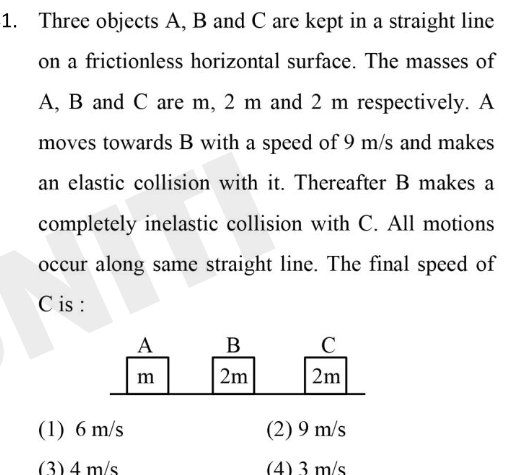 1. Three objects A, B and C are kept in a straight line
on a frictionless horizontal surface. The masses of
A, B and C are m, 2 m and 2 m respectively. A
moves towards B with a speed of 9 m/s and makes
an elastic collision with it. Thereafter B makes a
completely inelastic collision with C. All motions
occur along same straight line. The final speed of
C is :
A B C
m 2m 2m
(1) 6 m/s (2) 9 m/s
(3) 4 m/s (4) 3 m/s